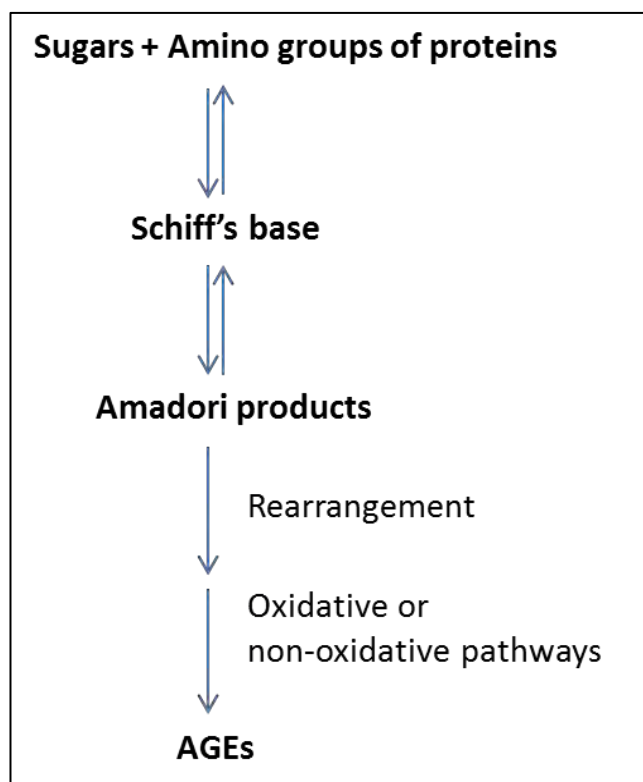 Sugars + Amino groups of proteins
Schiff’s base
Amadori products
Rearrangement
Oxidative or
non-oxidative pathways
AGEs